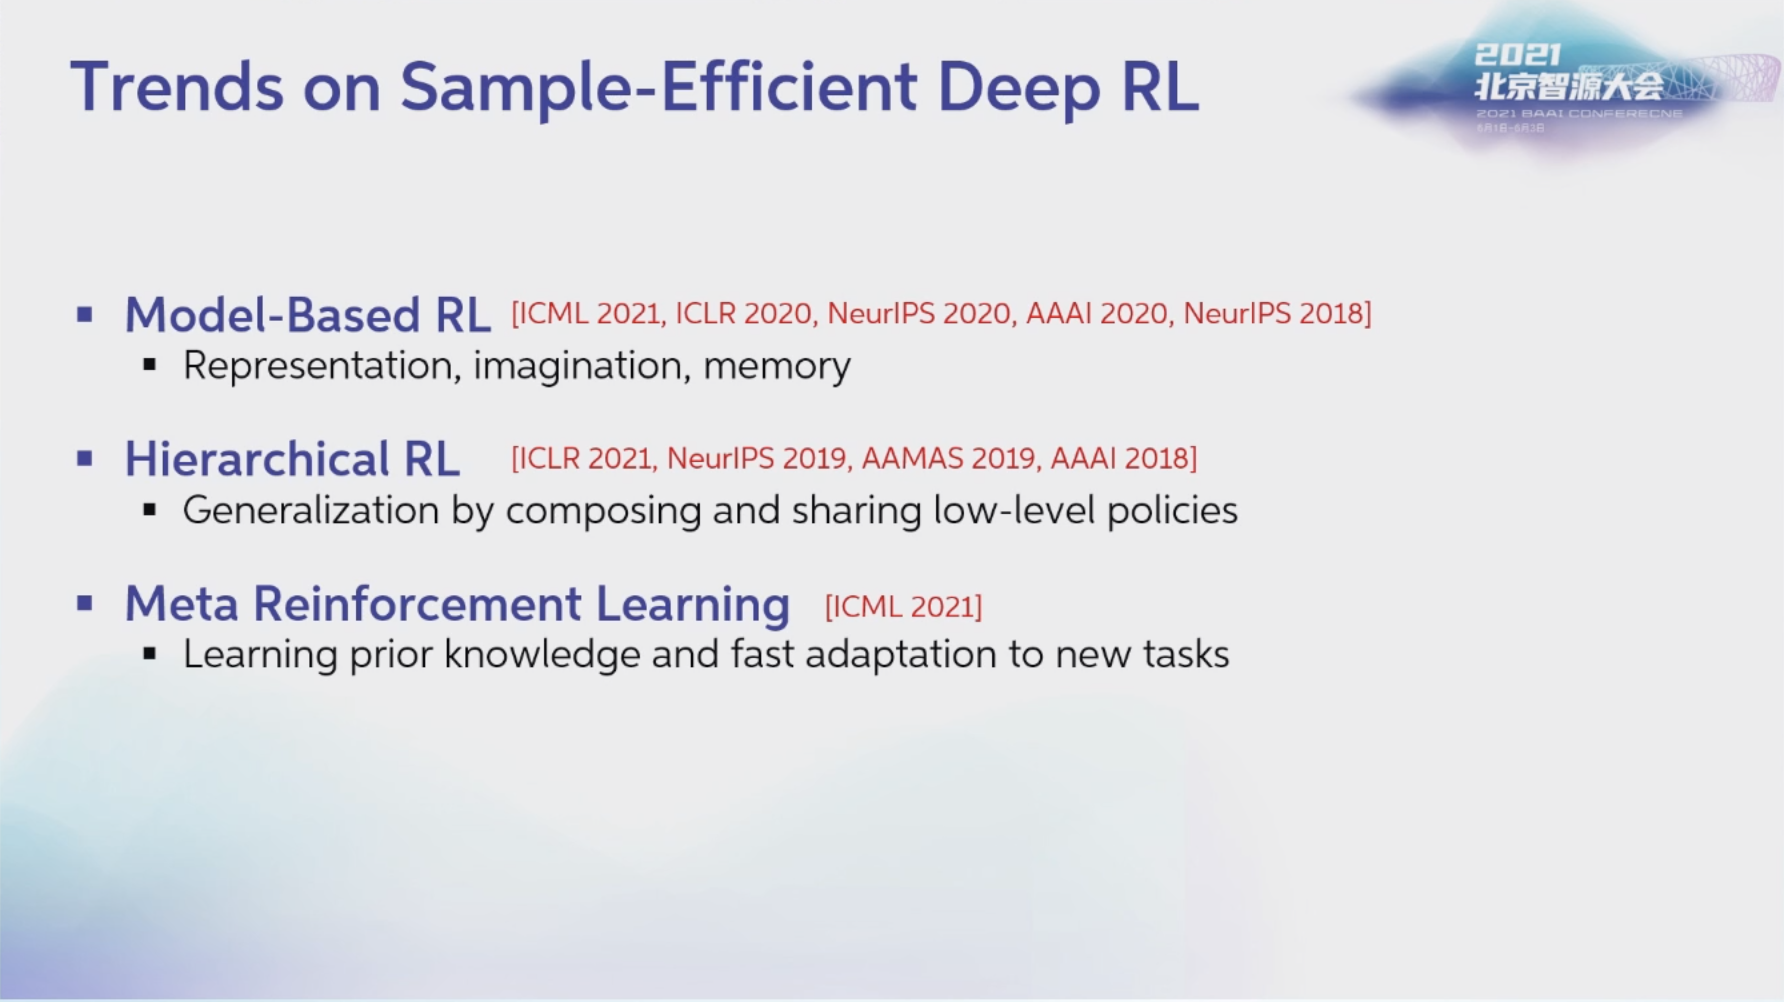 Trends on Sample-Efficient Deep RL
2021
北京智源大会
2021 BAAI CONFERECNE
6月1日-6月3日
▪ Model-Based RL [ICML 2021, ICLR 2020, NeurIPS 2020, AAAI 2020, NeurIPS 2018]
▪ Representation, imagination, memory
▪ Hierarchical RL [ICLR 2021, NeurIPS 2019, AAMAS 2019, AAAI 2018]
▪ Generalization by composing and sharing low-level policies
▪ Meta Reinforcement Learning [ICML 2021]
▪ Learning prior knowledge and fast adaptation to new tasks